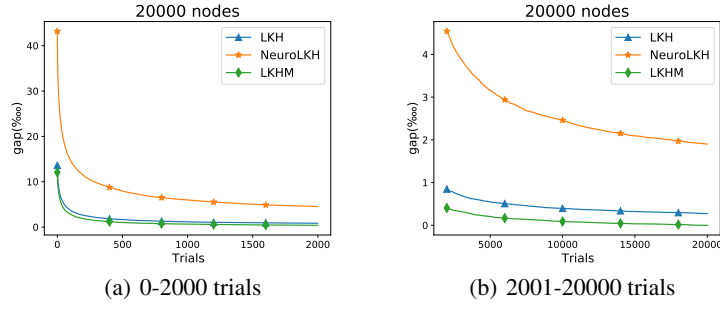 20000 nodes
gap(‱)
40
30
20
10
0
LKH
NeuroLKH
LKHM
0 500 1000 1500 2000
Trials
(a) 0-2000 trials
20000 nodes
gap(‱)
4
3
2
1
0
LKH
NeuroLKH
LKHM
5000 10000 15000 20000
Trials
(b) 2001-20000 trials